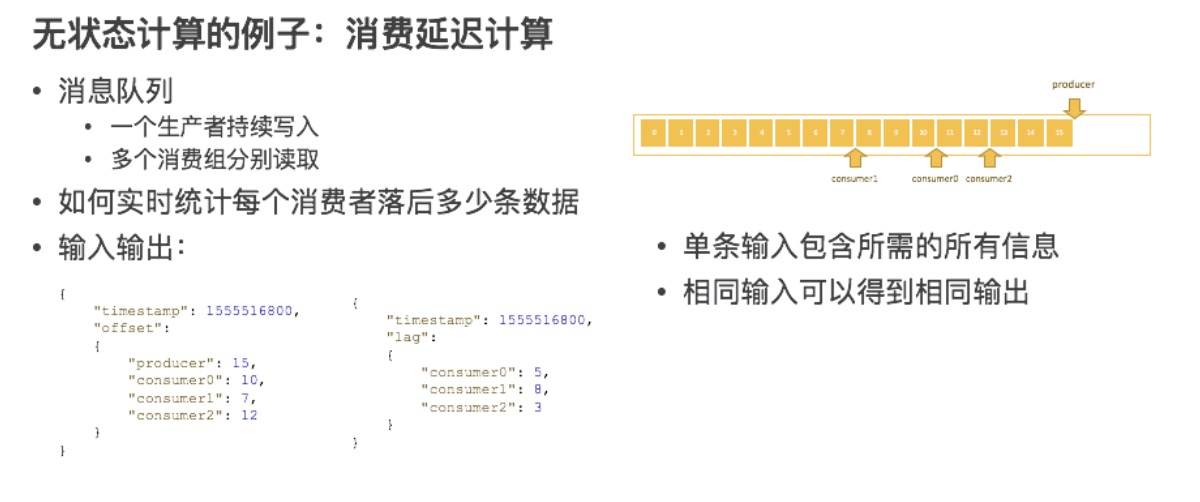 无状态计算的例子：消费延迟计算
• 消息队列
• 一个生产者持续写入
• 多个消费组分别读取
• 如何实时统计每个消费者落后多少条数据
• 输入输出：
{
"timestamp": 1555516800,
"offset":
{
"producer": 15,
"consumer0": 10,
"consumer1": 7,
"consumer2": 12
}
}
{
"timestamp": 1555516800,
"lag":
{
"consumer0": 5,
"consumer1": 8,
"consumer2": 3
}
}
producer
0 1 2 3 4 5 6 7 8 9 10 11 12 13 14 15
consumer1 consumer0 consumer2
• 单条输入包含所需的所有信息
• 相同输入可以得到相同输出